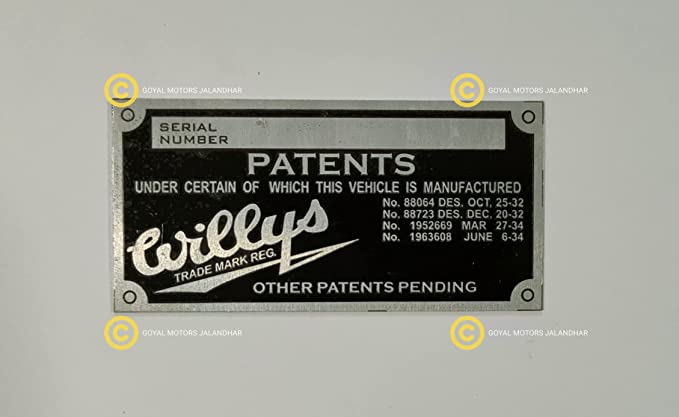 © GOYAL MOTORS JALANDHAR
© GOYAL MOTORS JALANDHAR
SERIAL
NUMBER
PATENTS
UNDER CERTAIN OF WHICH THIS VEHICLE IS MANUFACTURED
No. 88064 DES. OCT, 25-32
No. 88723 DES. DEC, 20-32
No. 1952669 MAR 27-34
No. 1963608 JUNE 6-34
Willys
TRADE MARK REG.
OTHER PATENTS PENDING
© GOYAL MOTORS JALANDHAR
© GOYAL MOTORS JALANDHAR